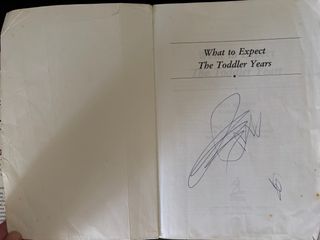 What to Expect
The Toddler Years